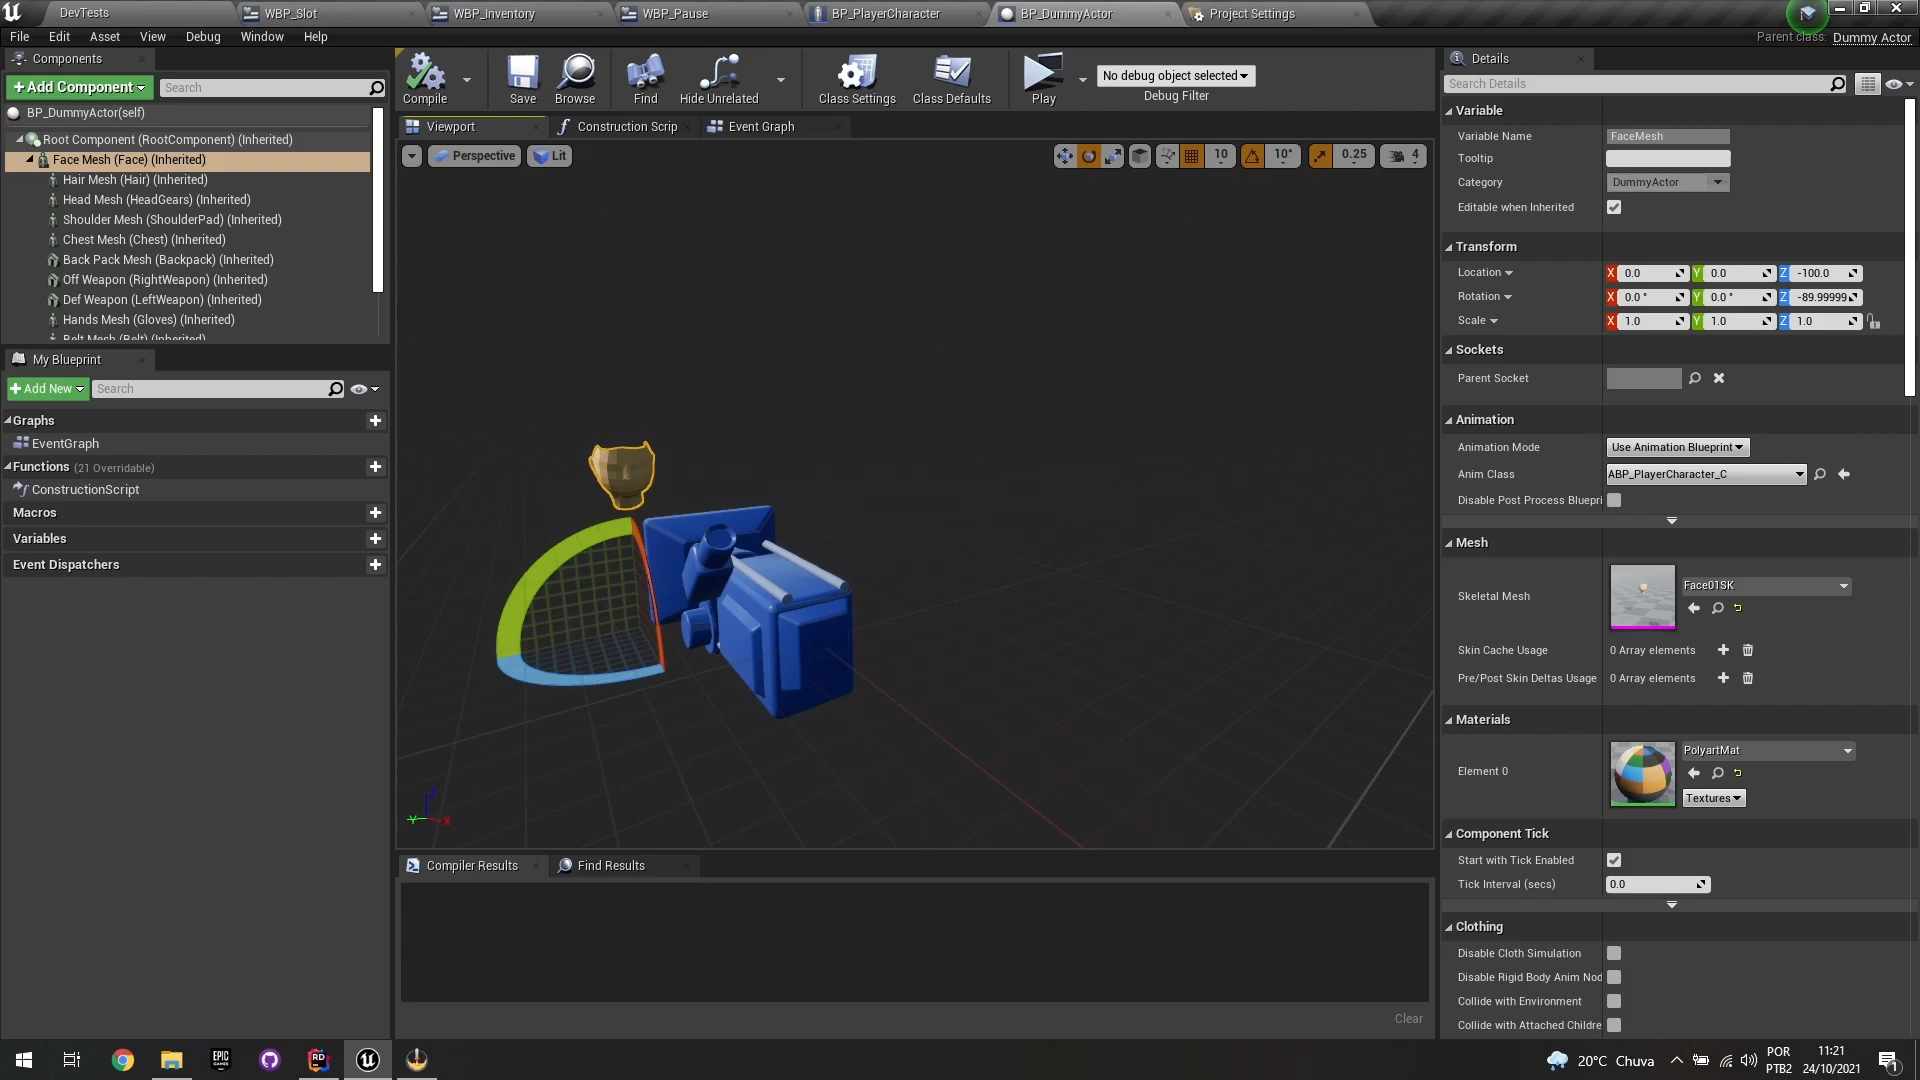 DevTests
WBP_Slot
WBP_Inventory
WBP_Pause
BP_PlayerCharacter
BP_DummyActor
Project Settings
File Edit Asset View Debug Window Help
Parent class: Dummy Actor
Components
Add Component
Search
BP_DummyActor(self)
Root Component (RootComponent) (Inherited)
Face Mesh (Face) (Inherited)
Hair Mesh (Hair) (Inherited)
Head Mesh (HeadGears) (Inherited)
Shoulder Mesh (ShoulderPad) (Inherited)
Chest Mesh (Chest) (Inherited)
Back Pack Mesh (Backpack) (Inherited)
Off Weapon (RightWeapon) (Inherited)
Def Weapon (LeftWeapon) (Inherited)
Hands Mesh (Gloves) (Inherited)
Belt Mesh (Belt) (Inherited)
My Blueprint
Add New
Search
Graphs
EventGraph
Functions (21 Overridable)
ConstructionScript
Macros
Variables
Event Dispatchers
Compile
Save
Browse
Find
Hide Unrelated
Class Settings
Class Defaults
Play
No debug object selected
Debug Filter
Viewport
Construction Scrip
Event Graph
Perspective
Lit
10
10°
0.25
4
Z
Y
X
Compiler Results
Find Results
Clear
Details
Search Details
Variable
Variable Name FaceMesh
Tooltip
Category DummyActor
Editable when Inherited
Transform
Location X 0.0 Y 0.0 Z -100.0
Rotation X 0.0 ° Y 0.0 ° Z -89.99999
Scale X 1.0 Y 1.0 Z 1.0
Sockets
Parent Socket
Animation
Animation Mode Use Animation Blueprint
Anim Class ABP_PlayerCharacter_C
Disable Post Process Bluepri
Mesh
Skeletal Mesh Face01SK
Skin Cache Usage 0 Array elements
Pre/Post Skin Deltas Usage 0 Array elements
Materials
Element 0 PolyartMat
Textures
Component Tick
Start with Tick Enabled
Tick Interval (secs) 0.0
Clothing
Disable Cloth Simulation
Disable Rigid Body Anim Nod
Collide with Environment
Collide with Attached Childre
EPIC GAMES
RD
20°C Chuva
POR
PTB2
11:21
24/10/2021
1